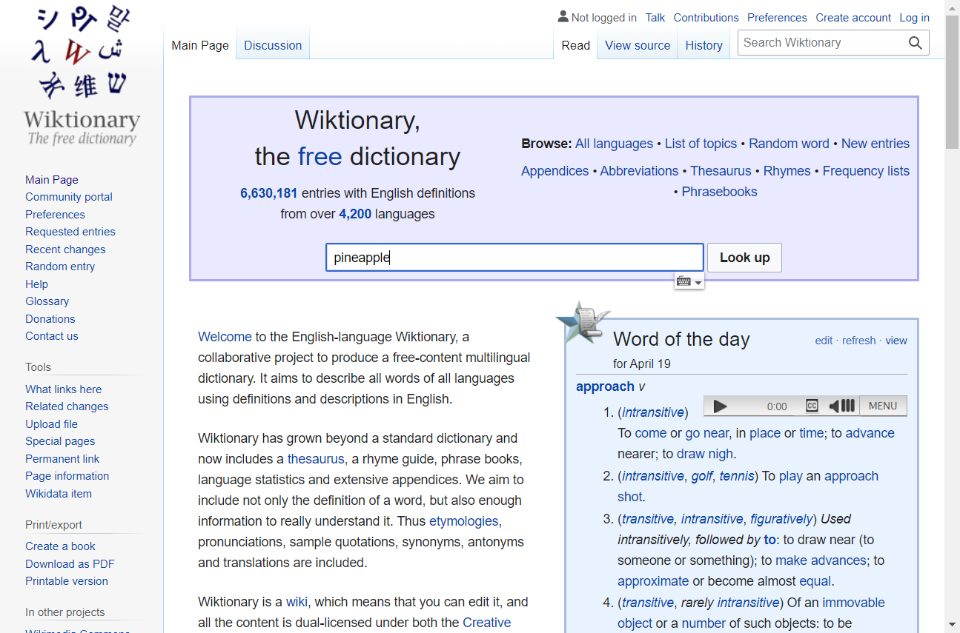 Wiktionary
The free dictionary
Main Page
Community portal
Preferences
Requested entries
Recent changes
Random entry
Help
Glossary
Donations
Contact us
Tools
What links here
Related changes
Upload file
Special pages
Permanent link
Page information
Wikidata item
Print/export
Create a book
Download as PDF
Printable version
In other projects
Not logged in Talk Contributions Preferences Create account Log in
Main Page Discussion Read View source History Search Wiktionary
Wiktionary,
the free dictionary
6,630,181 entries with English definitions
from over 4,200 languages
Browse: All languages • List of topics • Random word • New entries
Appendices • Abbreviations • Thesaurus • Rhymes • Frequency lists
• Phrasebooks
pineapple Look up
Welcome to the English-language Wiktionary, a
collaborative project to produce a free-content multilingual
dictionary. It aims to describe all words of all languages
using definitions and descriptions in English.
Wiktionary has grown beyond a standard dictionary and
now includes a thesaurus, a rhyme guide, phrase books,
language statistics and extensive appendices. We aim to
include not only the definition of a word, but also enough
information to really understand it. Thus etymologies,
pronunciations, sample quotations, synonyms, antonyms
and translations are included.
Wiktionary is a wiki, which means that you can edit it, and
all the content is dual-licensed under both the Creative
Word of the day edit · refresh · view
for April 19
approach v
0:00 CC MENU
1. (intransitive)
To come or go near, in place or time; to advance
nearer; to draw nigh.
2. (intransitive, golf, tennis) To play an approach
shot.
3. (transitive, intransitive, figuratively) Used
intransitively, followed by to: to draw near (to
someone or something); to make advances; to
approximate or become almost equal.
4. (transitive, rarely intransitive) Of an immovable
object or a number of such objects: to be